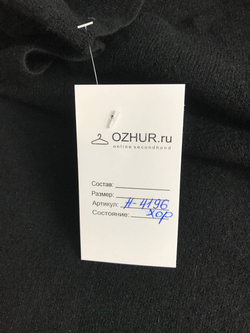 OZHUR.ru
online secondhand
Состав:
Размер:
Артикул: Н-4196
Состояние: хор